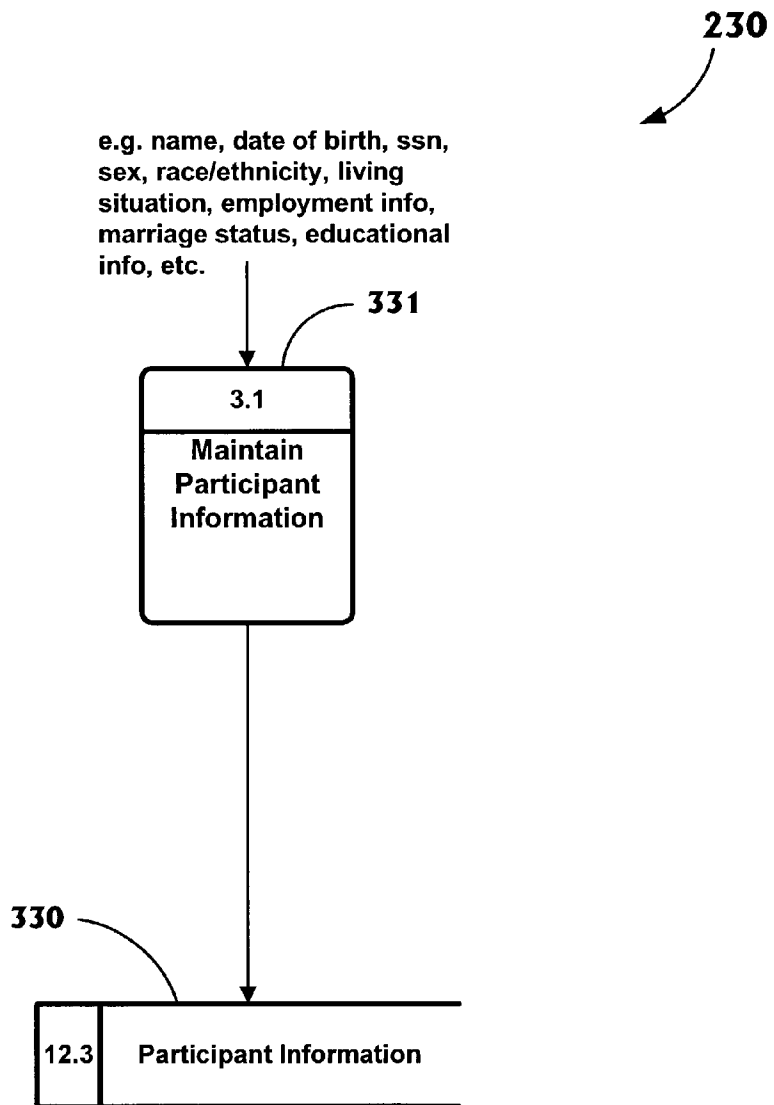 230
e.g. name, date of birth, ssn,
sex, race/ethnicity, living
situation, employment info,
marriage status, educational
info, etc.
331
3.1
Maintain
Participant
Information
330
12.3 Participant Information